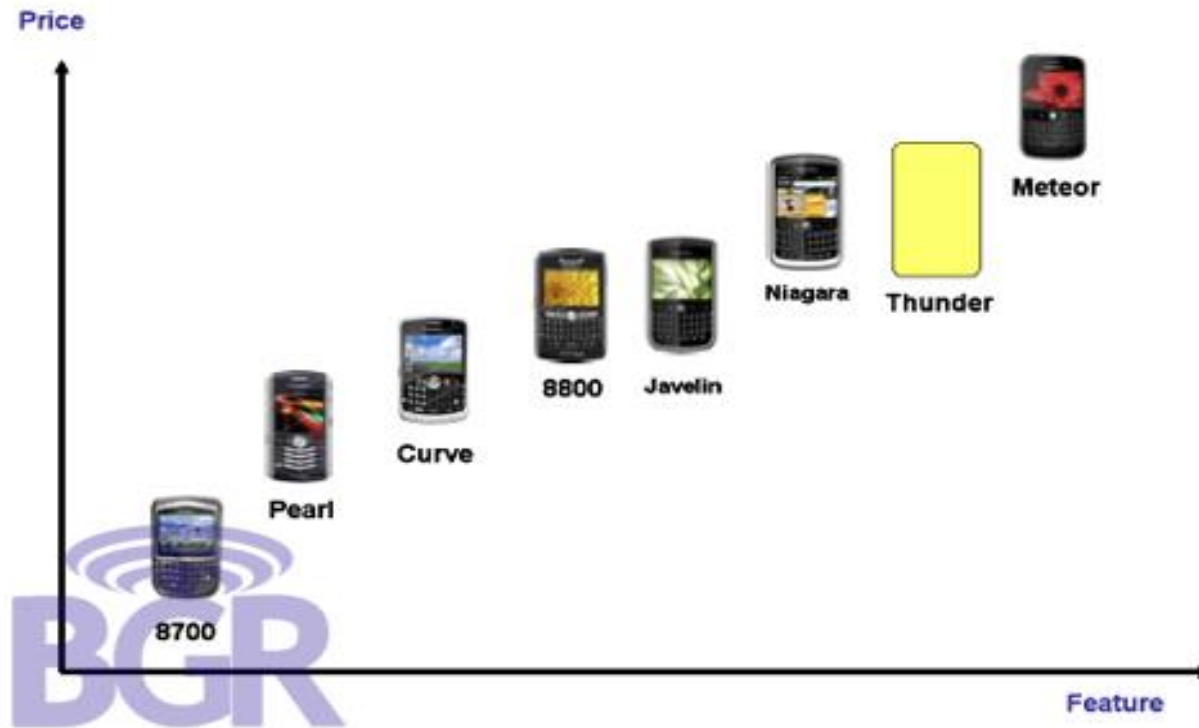 Price
Meteor
Niagara
Thunder
8800
Javelin
Curve
Pearl
8700
BGR
Feature